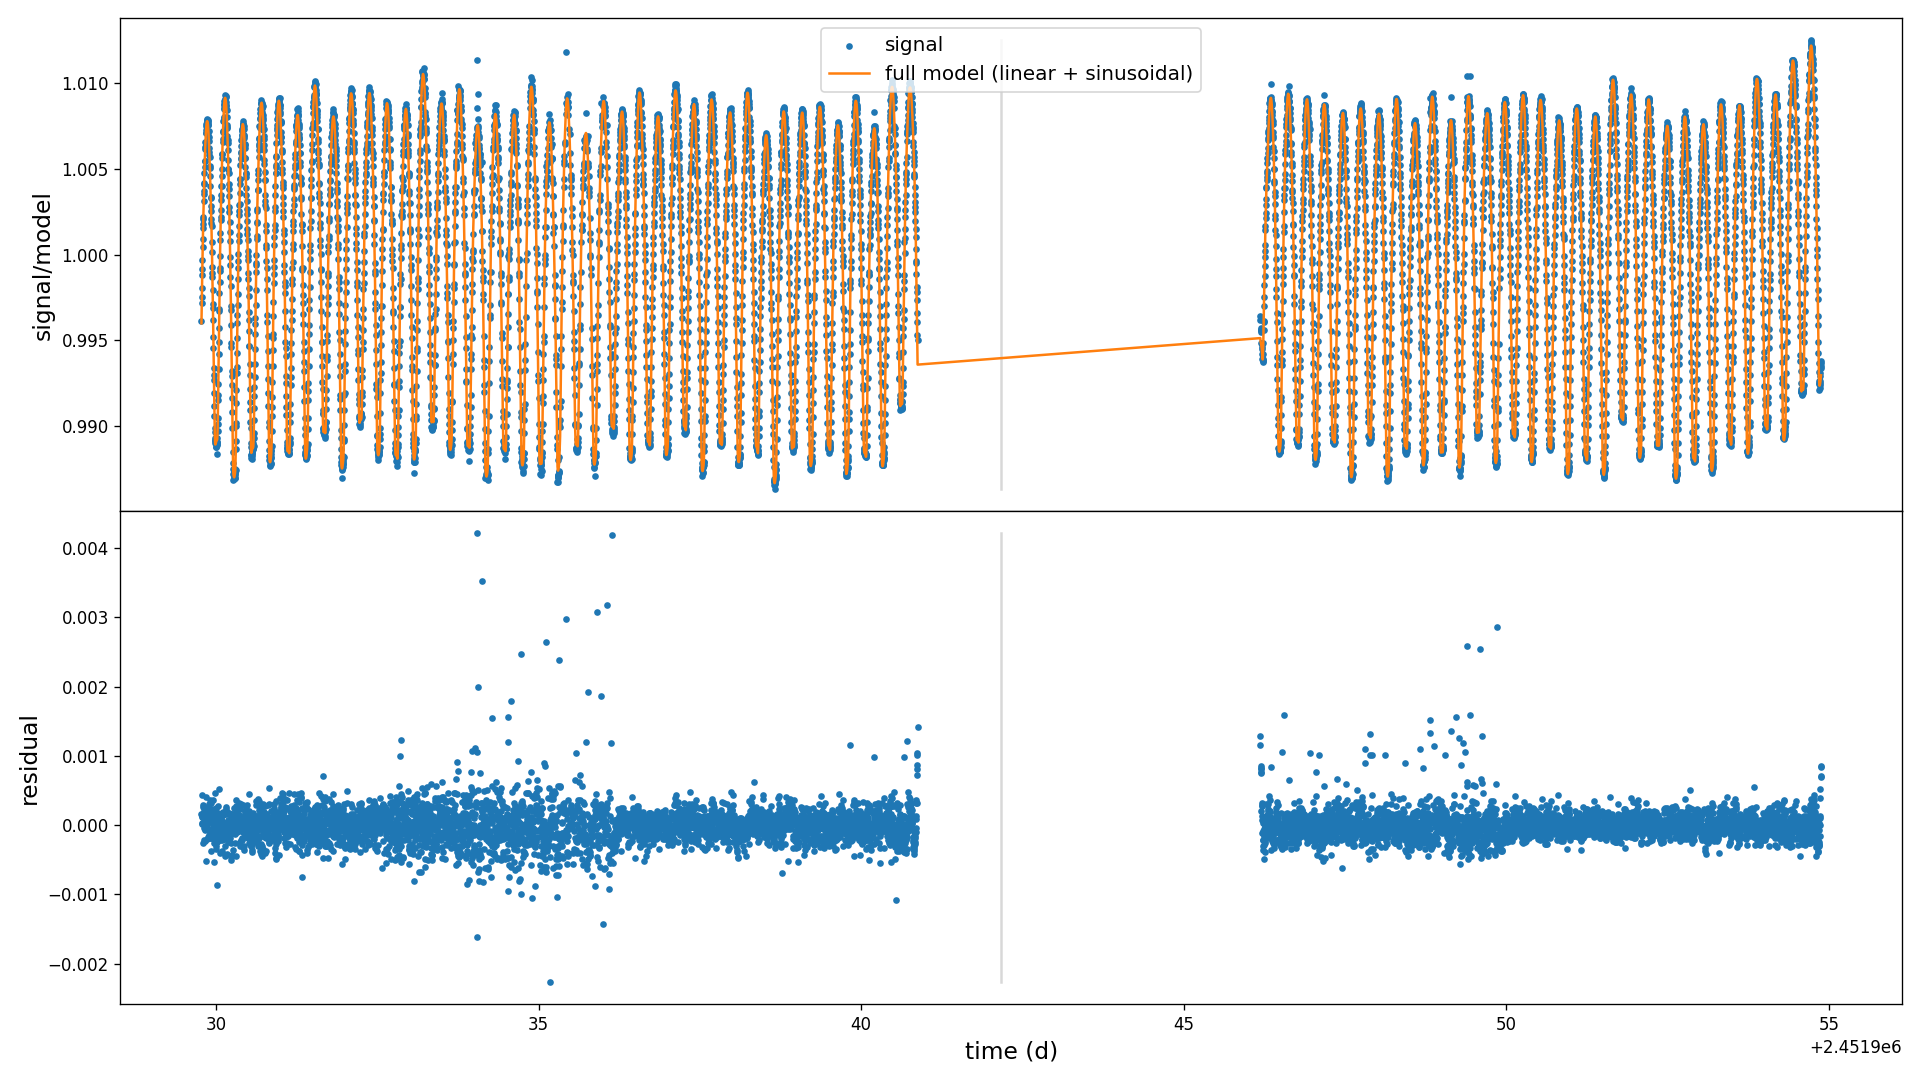 signal
full model (linear + sinusoidal)
signal/model
1.010
1.005
1.000
0.995
0.990
residual
0.004
0.003
0.002
0.001
0.000
−0.001
−0.002
30 35 40 45 50 55
time (d)
+2.4519e6